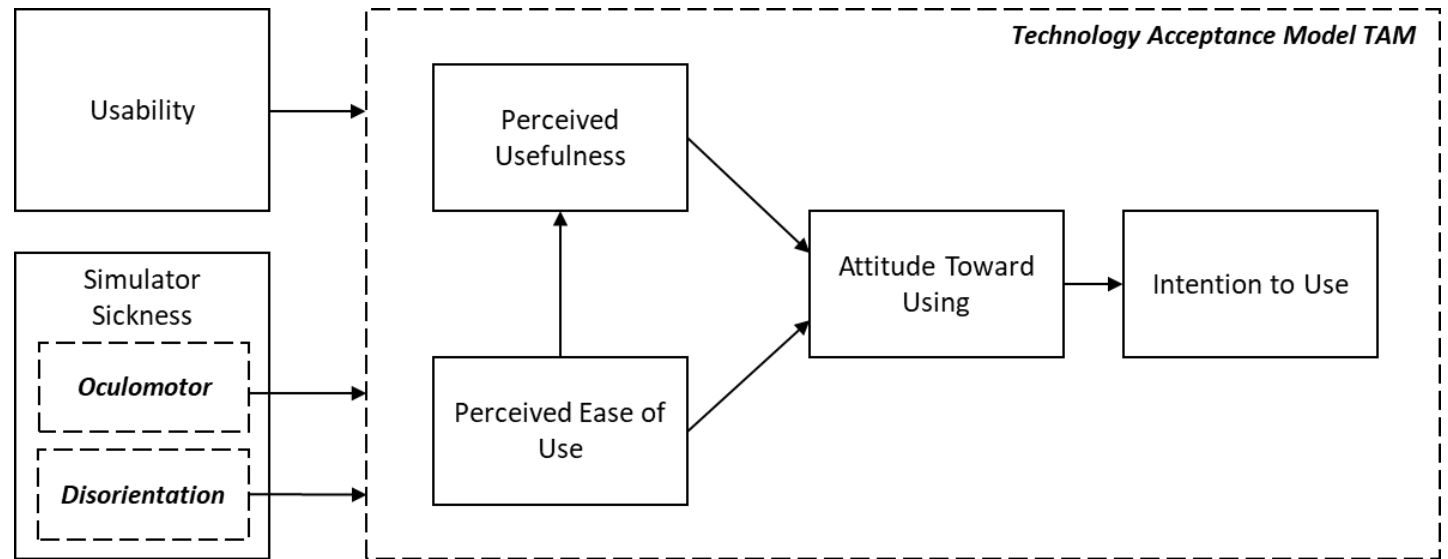 Technology Acceptance Model TAM
Usability
Perceived
Usefulness
Simulator
Sickness
Oculomotor
Disorientation
Perceived Ease of
Use
Attitude Toward
Using
Intention to Use